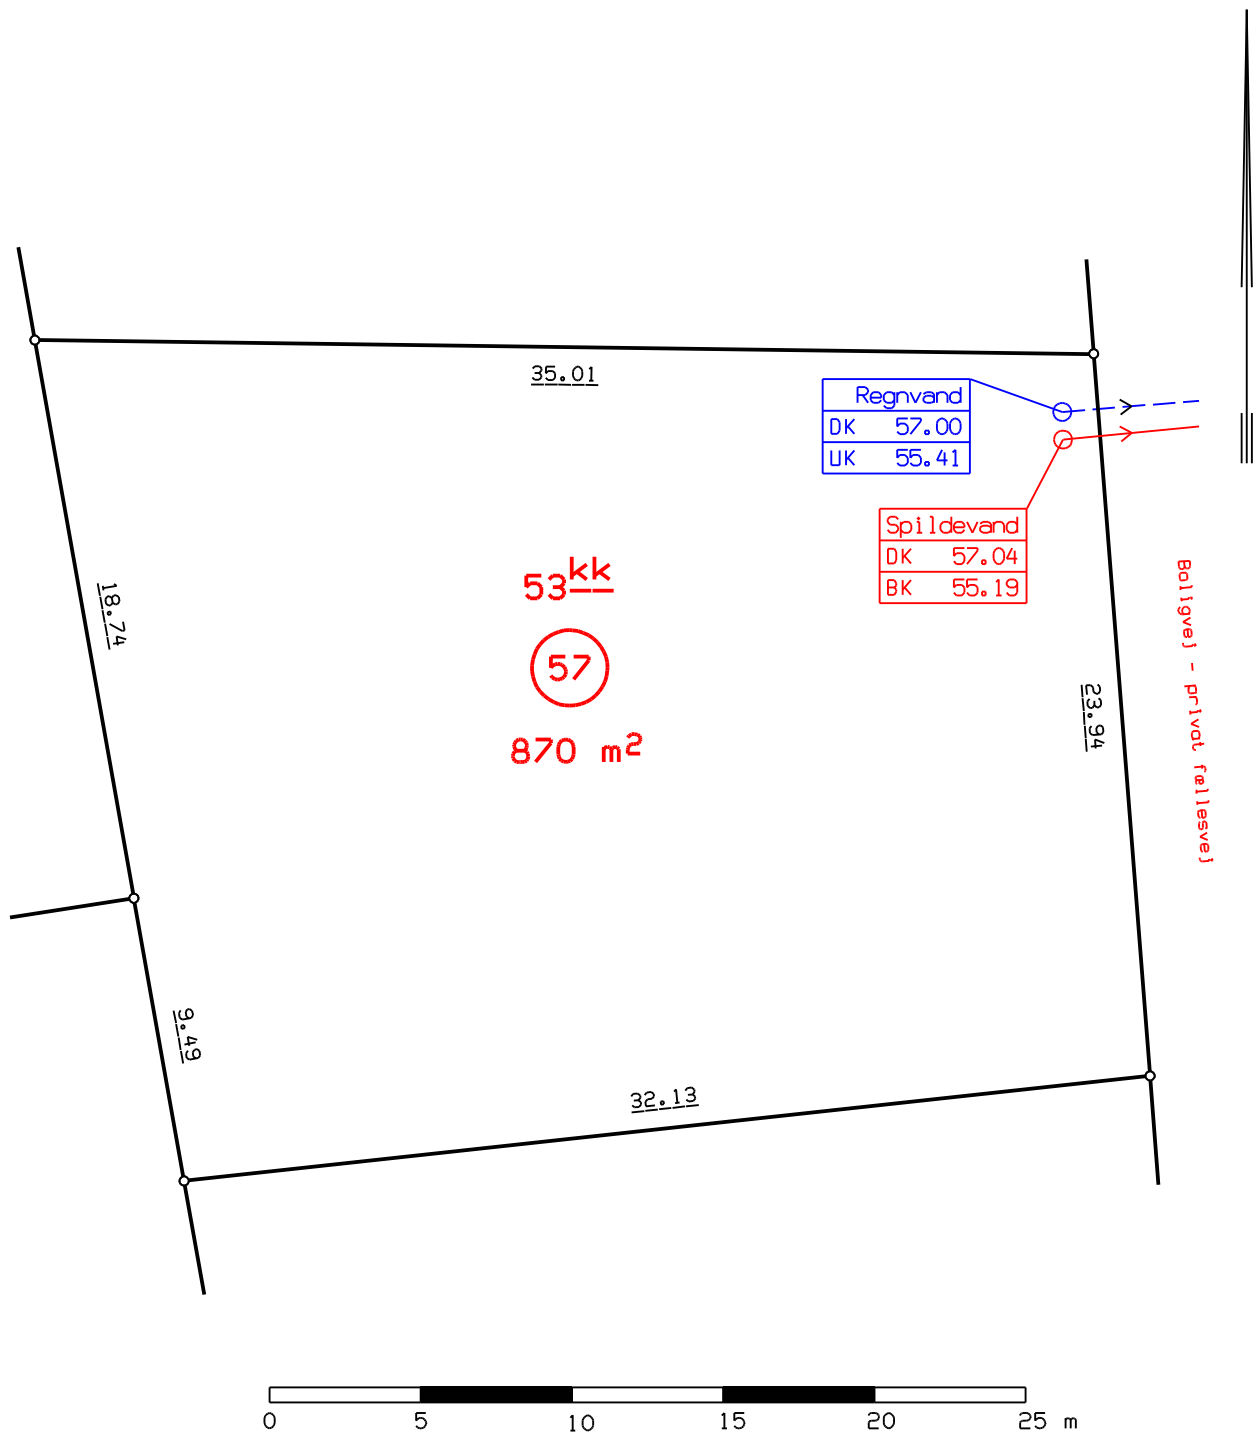 35.01
Regnvand
DK 57.00
UK 55.41
Spildevand
DK 57.04
BK 55.19
53kk
57
870 m²
18.74
23.94
Boligvej - privat fællesvej
9.49
32.13
0 5 10 15 20 25 m